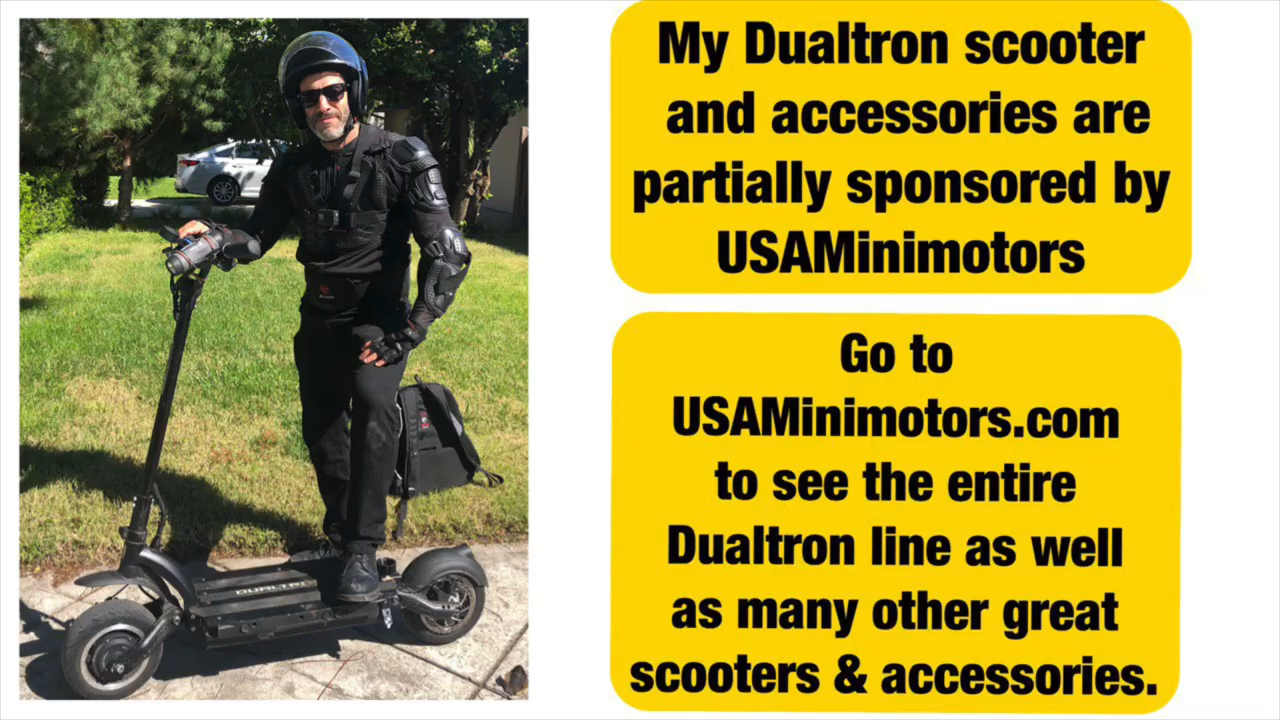 My Dualtron scooter
and accessories are
partially sponsored by
USAMinimotors
Go to
USAMinimotors.com
to see the entire
Dualtron line as well
as many other great
scooters & accessories.